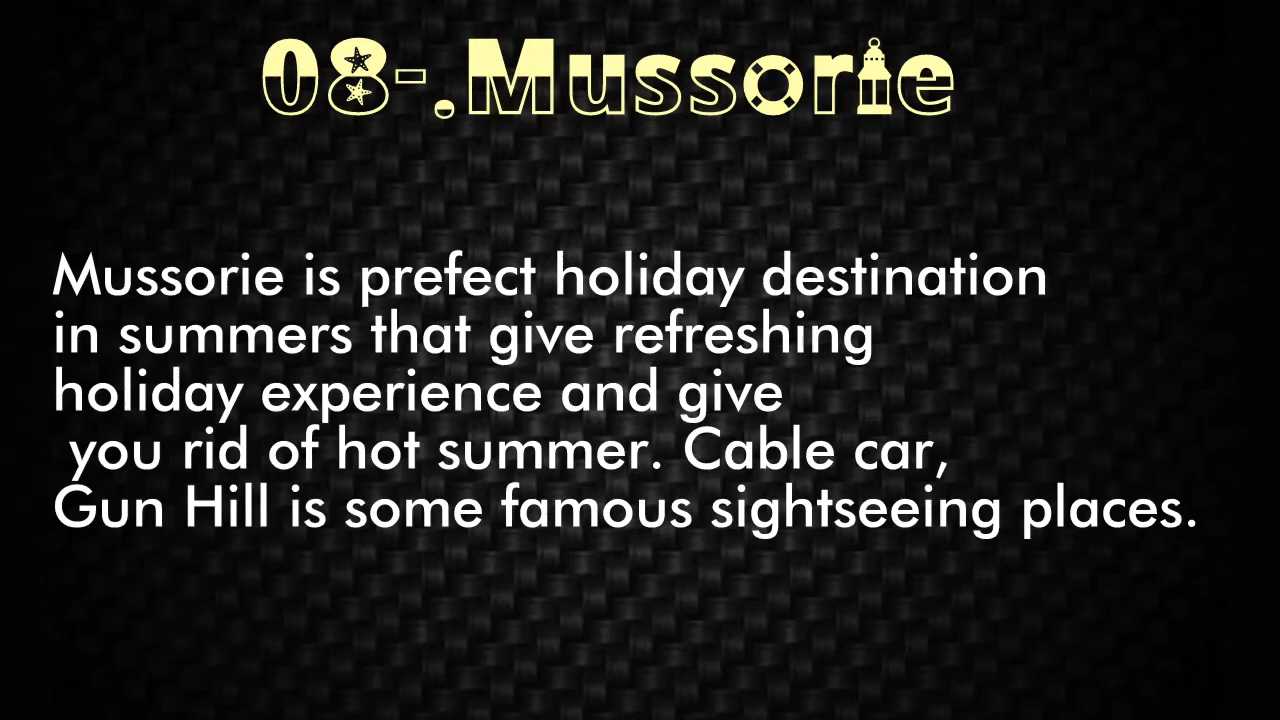 08-.Mussorie
Mussorie is prefect holiday destination
in summers that give refreshing
holiday experience and give
you rid of hot summer. Cable car,
Gun Hill is some famous sightseeing places.